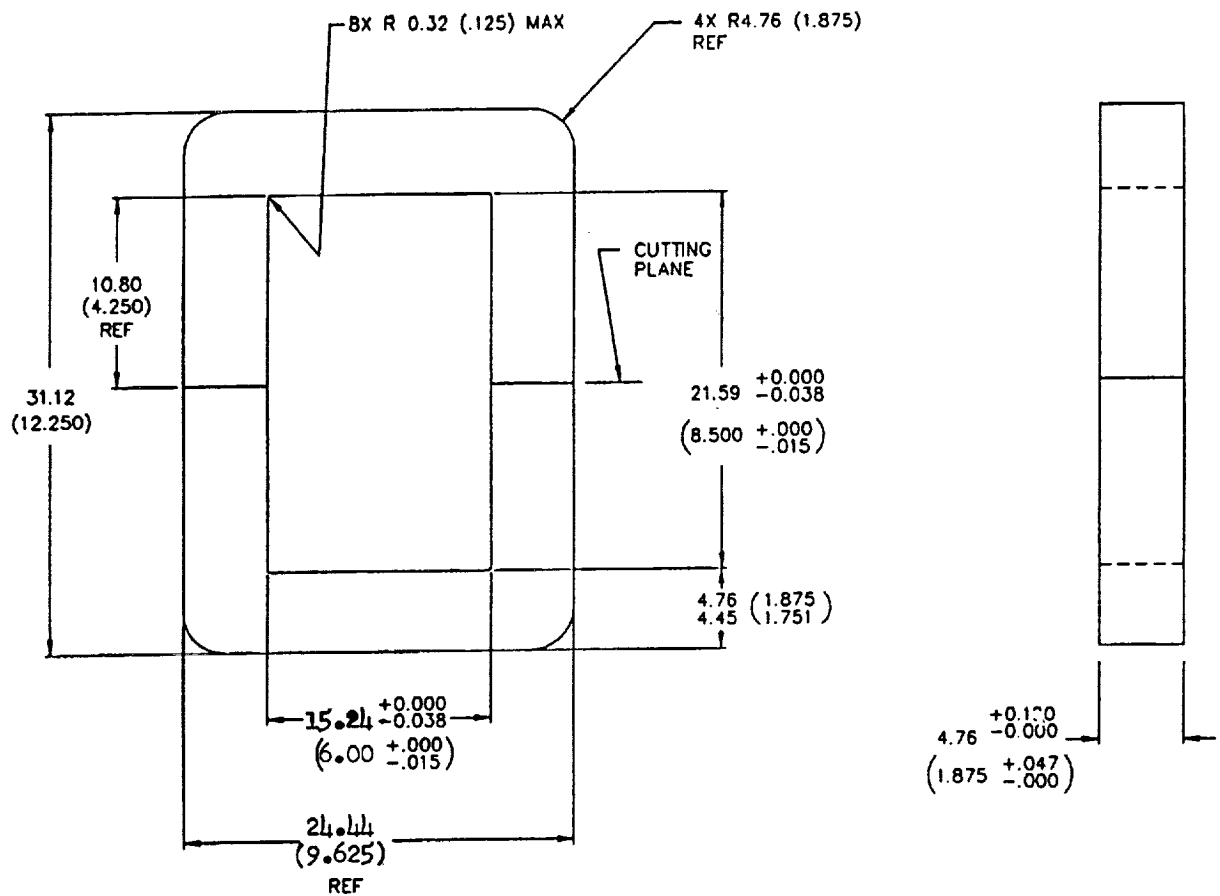 8X R 0.32 (.125) MAX
4X R4.76 (1.875)
REF
10.80
(4.250)
REF
CUTTING
PLANE
31.12
(12.250)
21.59 +0.000
-0.038
(8.500 +.000
-.015)
4.76 (1.875
4.45 1.751)
15.24 +0.000
-0.038
(6.00 +.000
-.015)
4.76
-0.000
(1.875 +.047
-.000)
24.44
(9.625)
REF